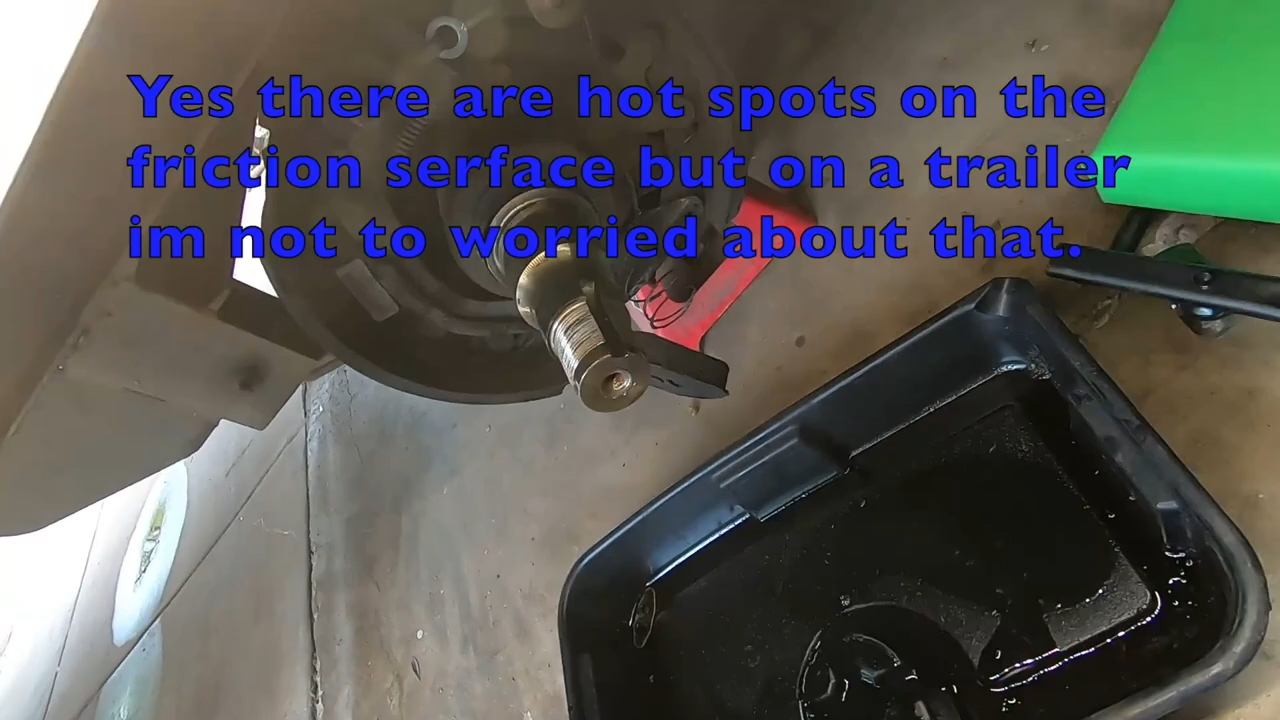 Yes there are hot spots on the
friction serface but on a trailer
im not to worried about that.